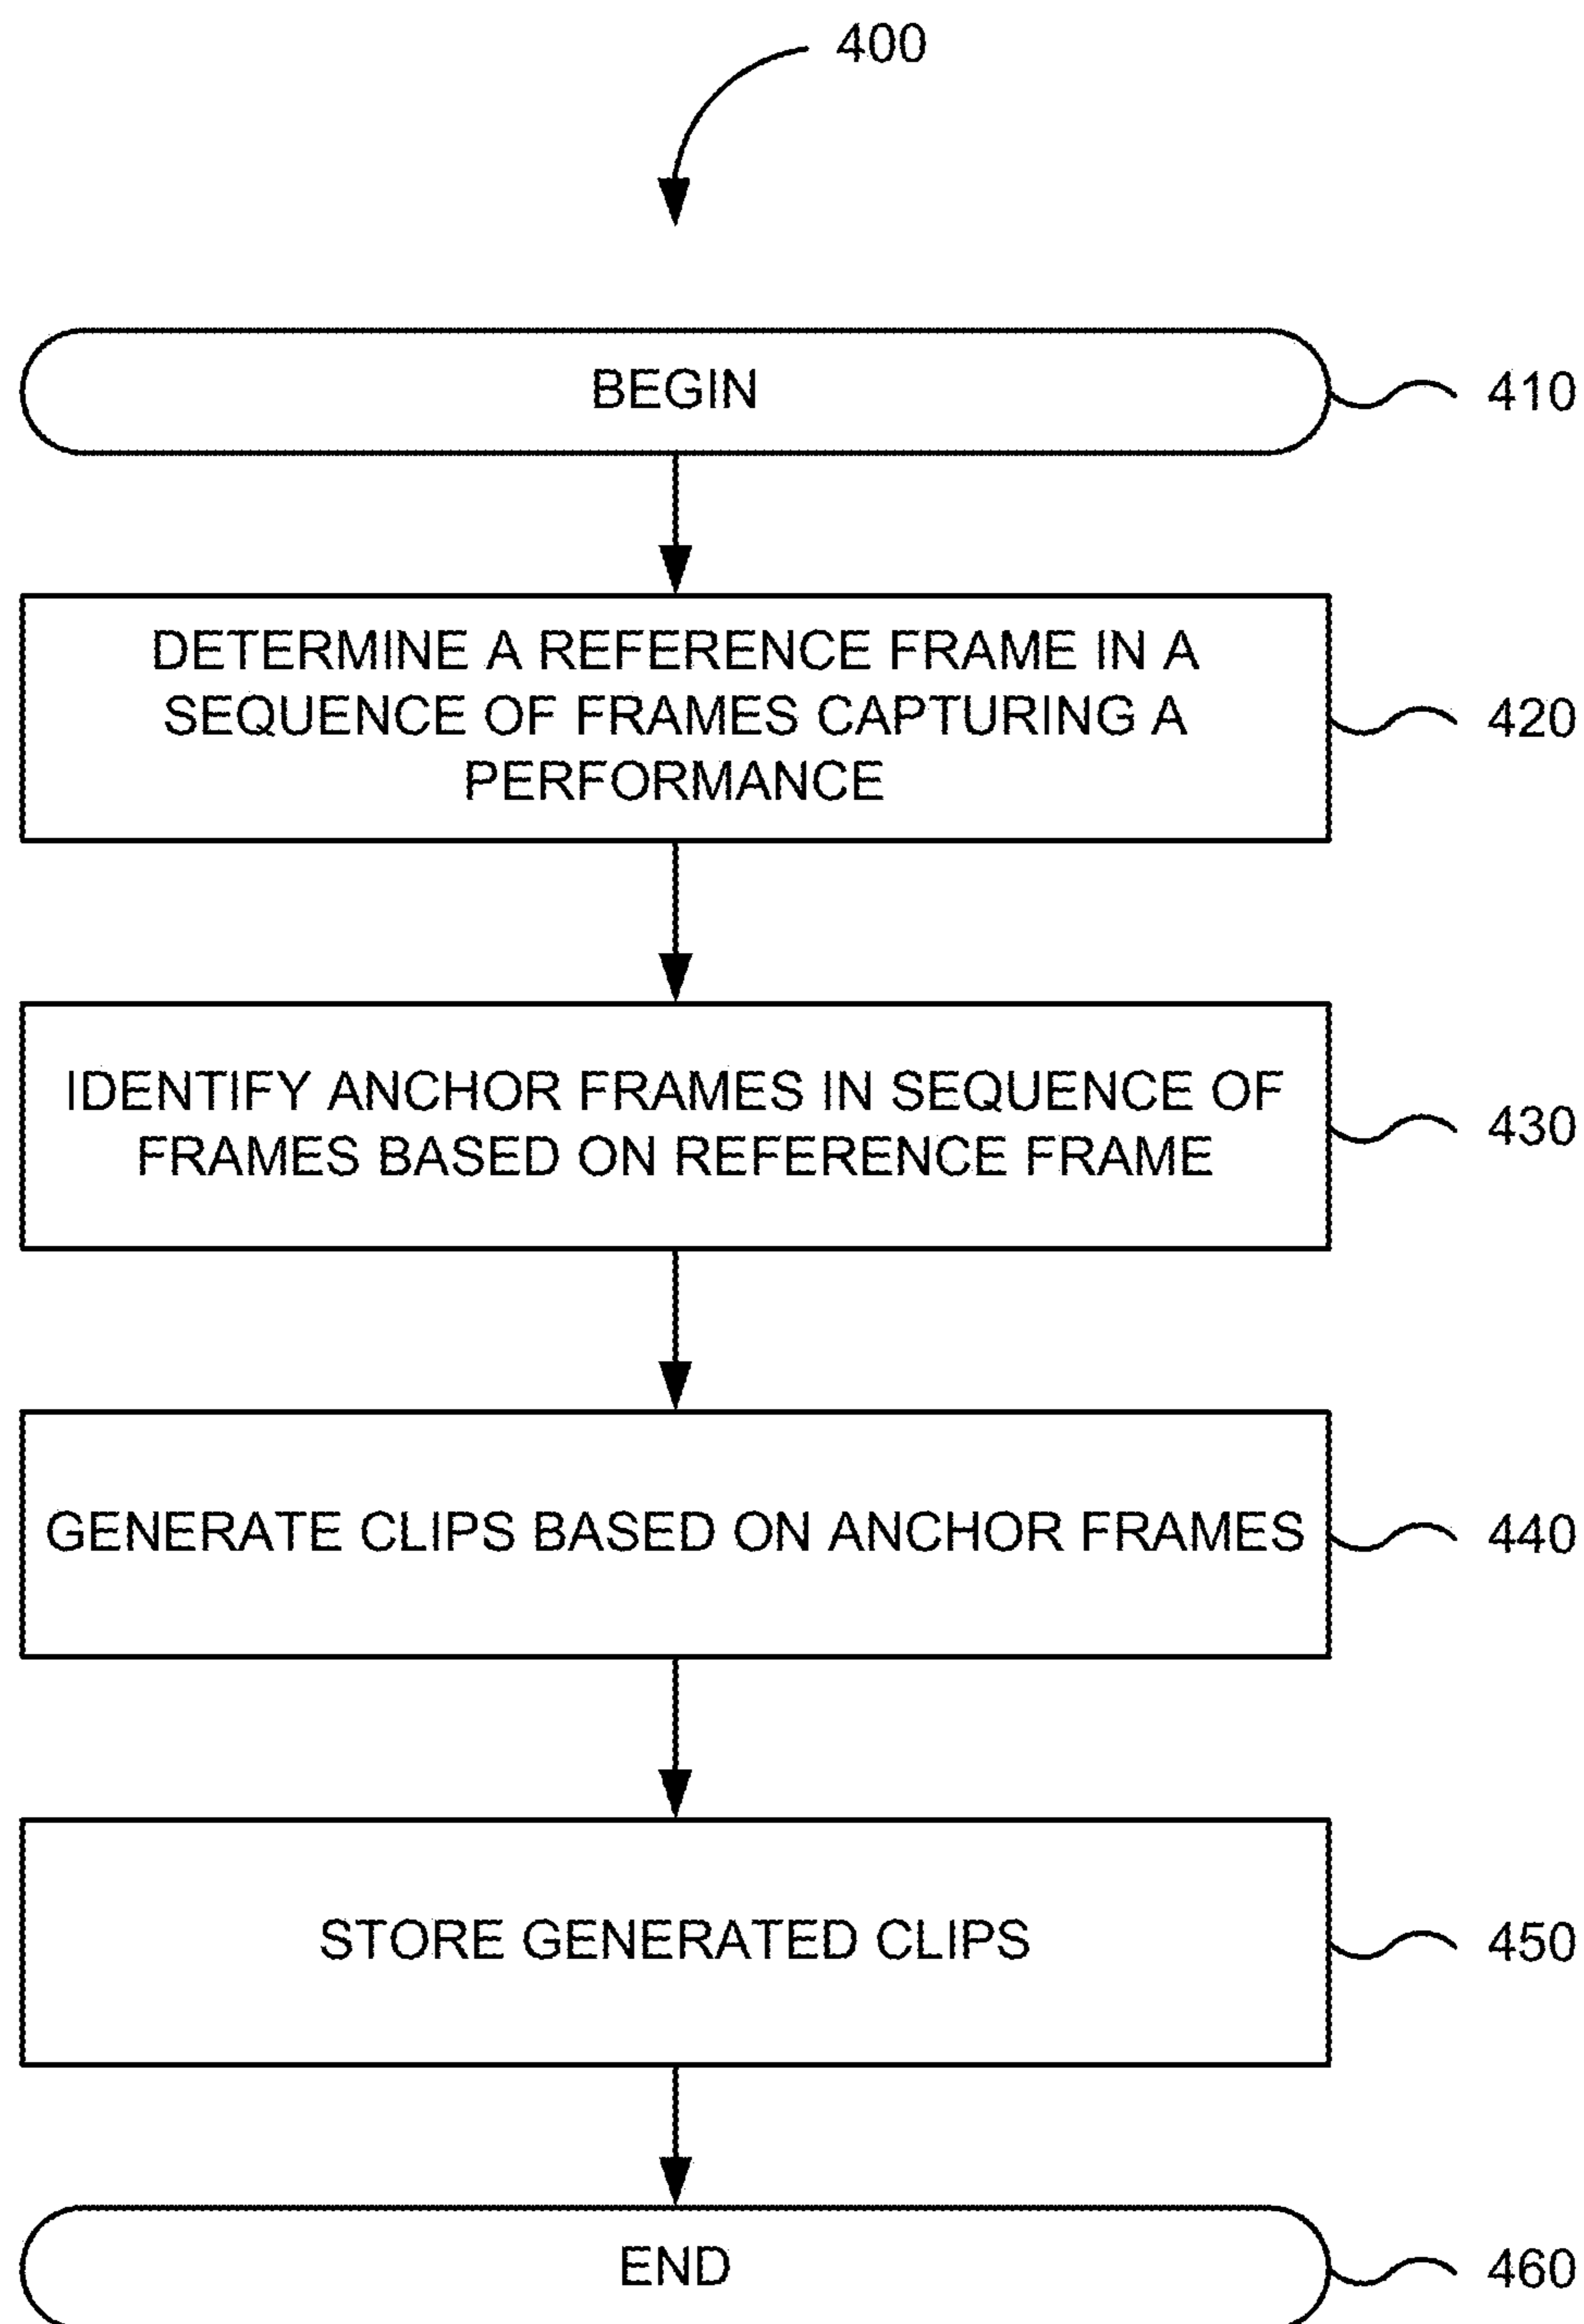 400
BEGIN
410
DETERMINE A REFERENCE FRAME IN A
SEQUENCE OF FRAMES CAPTURING A
PERFORMANCE
420
IDENTIFY ANCHOR FRAMES IN SEQUENCE OF
FRAMES BASED ON REFERENCE FRAME
430
GENERATE CLIPS BASED ON ANCHOR FRAMES
440
STORE GENERATED CLIPS
450
END
460